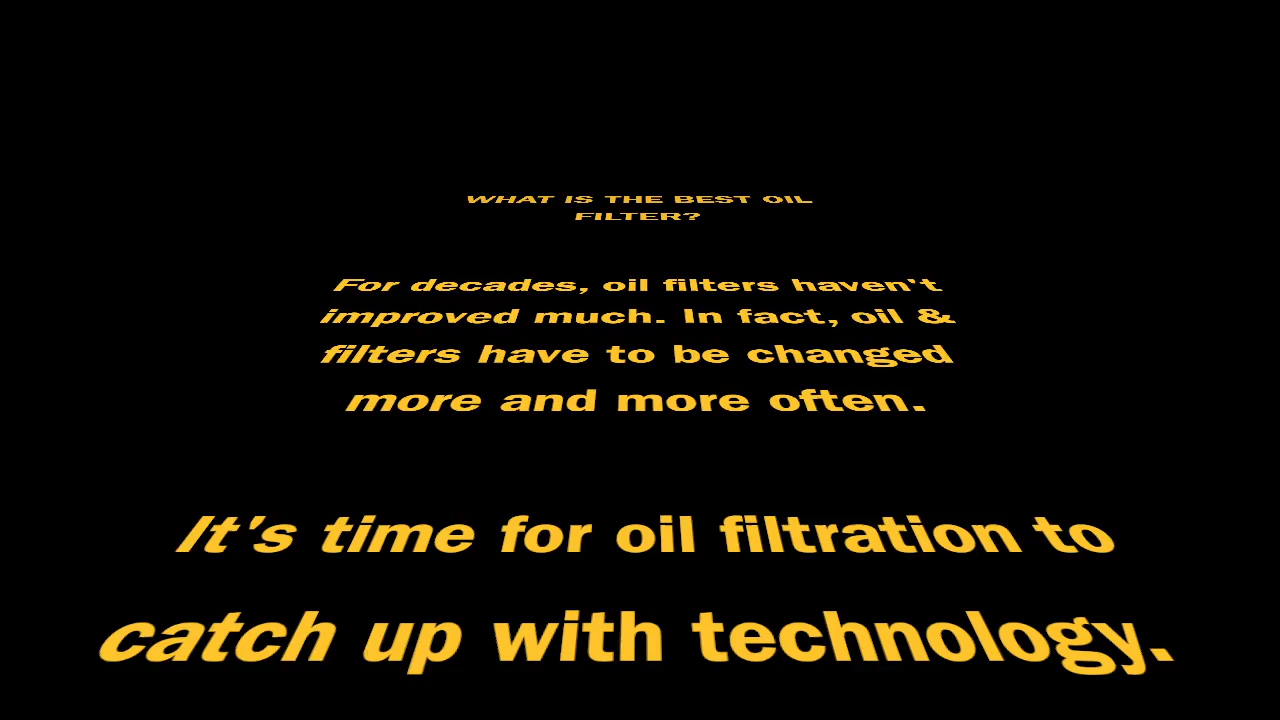 WHAT IS THE BEST OIL
FILTER?
For decades, oil filters haven't
improved much. In fact, oil &
filters have to be changed
more and more often.
It's time for oil filtration to
catch up with technology.